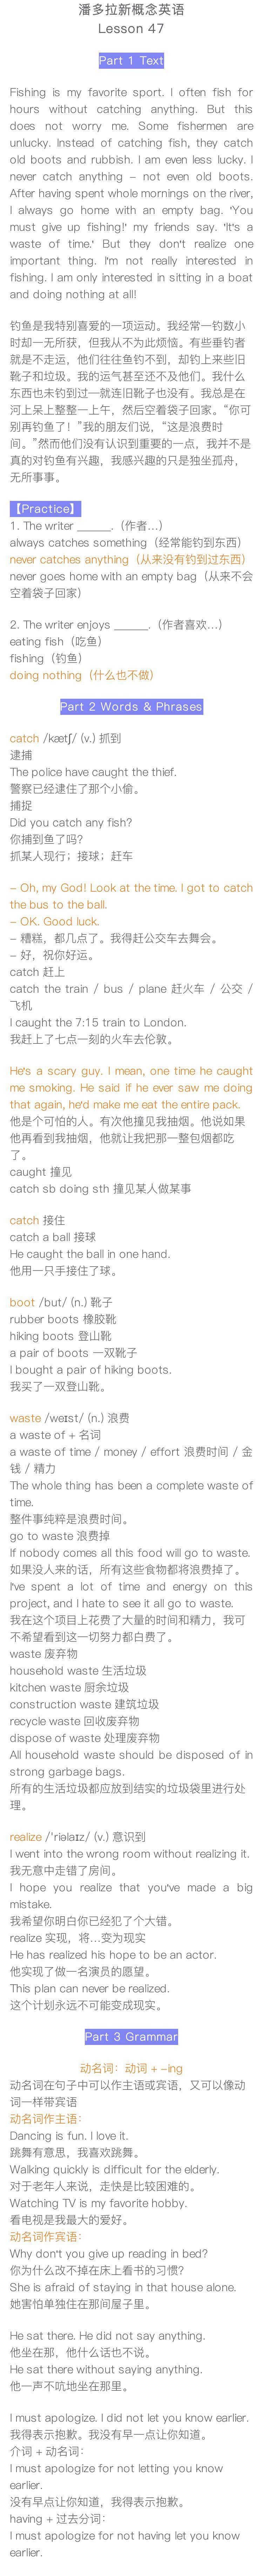 潘多拉新概念英语
Lesson 47
Part 1 Text
Fishing is my favorite sport. I often fish for
hours without catching anything. But this
does not worry me. Some fishermen are
unlucky. Instead of catching fish, they catch
old boots and rubbish. I am even less lucky. I
never catch anything – not even old boots.
After having spent whole mornings on the river,
I always go home with an empty bag. 'You
must give up fishing!' my friends say. 'It's a
waste of time.' But they don't realize one
important thing. I'm not really interested in
fishing. I am only interested in sitting in a boat
and doing nothing at all!
钓鱼是我特别喜爱的一项运动。我经常一钓数小
时却一无所获，但我从不为此烦恼。有些垂钓者
就是不走运，他们往往鱼钓不到，却钓上来些旧
靴子和垃圾。我的运气甚至还不及他们。我什么
东西也未钓到过—就连旧靴子也没有。我总是在
河上呆上整整一上午，然后空着袋子回家。“你可
别再钓鱼了！”我的朋友们说，“这是浪费时
间。”然而他们没有认识到重要的一点，我并不是
真的对钓鱼有兴趣，我感兴趣的只是独坐孤舟，
无所事事。
【Practice】
1. The writer ______.（作者…）
always catches something（经常能钓到东西）
never catches anything（从来没有钓到过东西）
never goes home with an empty bag（从来不会
空着袋子回家）
2. The writer enjoys ______.（作者喜欢…）
eating fish（吃鱼）
fishing（钓鱼）
doing nothing（什么也不做）
Part 2 Words & Phrases
catch /kætʃ/ (v.) 抓到
逮捕
The police have caught the thief.
警察已经逮住了那个小偷。
捕捉
Did you catch any fish?
你捕到鱼了吗?
抓某人现行；接球；赶车
– Oh, my God! Look at the time. I got to catch
the bus to the ball.
– OK. Good luck.
– 糟糕，都几点了。我得赶公交车去舞会。
– 好，祝你好运。
catch 赶上
catch the train / bus / plane 赶火车 / 公交 /
飞机
I caught the 7:15 train to London.
我赶上了七点一刻的火车去伦敦。
He's a scary guy. I mean, one time he caught
me smoking. He said If he ever saw me doing
that again, he'd make me eat the entire pack.
他是个可怕的人。有次他撞见我抽烟。他说如果
他再看到我抽烟，他就让我把那一整包烟都吃
了。
caught 撞见
catch sb doing sth 撞见某人做某事
catch 接住
catch a ball 接球
He caught the ball in one hand.
他用一只手接住了球。
boot /but/ (n.) 靴子
rubber boots 橡胶靴
hiking boots 登山靴
a pair of boots 一双靴子
I bought a pair of hiking boots.
我买了一双登山靴。
waste /weɪst/ (n.) 浪费
a waste of + 名词
a waste of time / money / effort 浪费时间 / 金
钱 / 精力
The whole thing has been a complete waste of
time.
整件事纯粹是浪费时间。
go to waste 浪费掉
If nobody comes all this food will go to waste.
如果没人来的话，所有这些食物都将浪费掉了。
I've spent a lot of time and energy on this
project, and I hate to see it all go to waste.
我在这个项目上花费了大量的时间和精力，我可
不希望看到这一切努力都白费了。
waste 废弃物
household waste 生活垃圾
kitchen waste 厨余垃圾
construction waste 建筑垃圾
recycle waste 回收废弃物
dispose of waste 处理废弃物
All household waste should be disposed of in
strong garbage bags.
所有的生活垃圾都应放到结实的垃圾袋里进行处
理。
realize /ˈriəlaɪz/ (v.) 意识到
I went into the wrong room without realizing it.
我无意中走错了房间。
I hope you realize that you've made a big
mistake.
我希望你明白你已经犯了个大错。
realize 实现，将...变为现实
He has realized his hope to be an actor.
他实现了做一名演员的愿望。
This plan can never be realized.
这个计划永远不可能变成现实。
Part 3 Grammar
动名词：动词 + –ing
动名词在句子中可以作主语或宾语，又可以像动
词一样带宾语
动名词作主语：
Dancing is fun. I love it.
跳舞有意思，我喜欢跳舞。
Walking quickly is difficult for the elderly.
对于老年人来说，走快是比较困难的。
Watching TV is my favorite hobby.
看电视是我最大的爱好。
动名词作宾语：
Why don't you give up reading in bed?
你为什么改不掉在床上看书的习惯?
She is afraid of staying in that house alone.
她害怕单独住在那间屋子里。
He sat there. He did not say anything.
他坐在那，他什么话也不说。
He sat there without saying anything.
他一声不吭地坐在那里。
I must apologize. I did not let you know earlier.
我得表示抱歉。我没有早一点让你知道。
介词 + 动名词：
I must apologize for not letting you know
earlier.
没有早点让你知道，我得表示抱歉。
having + 过去分词：
I must apologize for not having let you know
earlier.